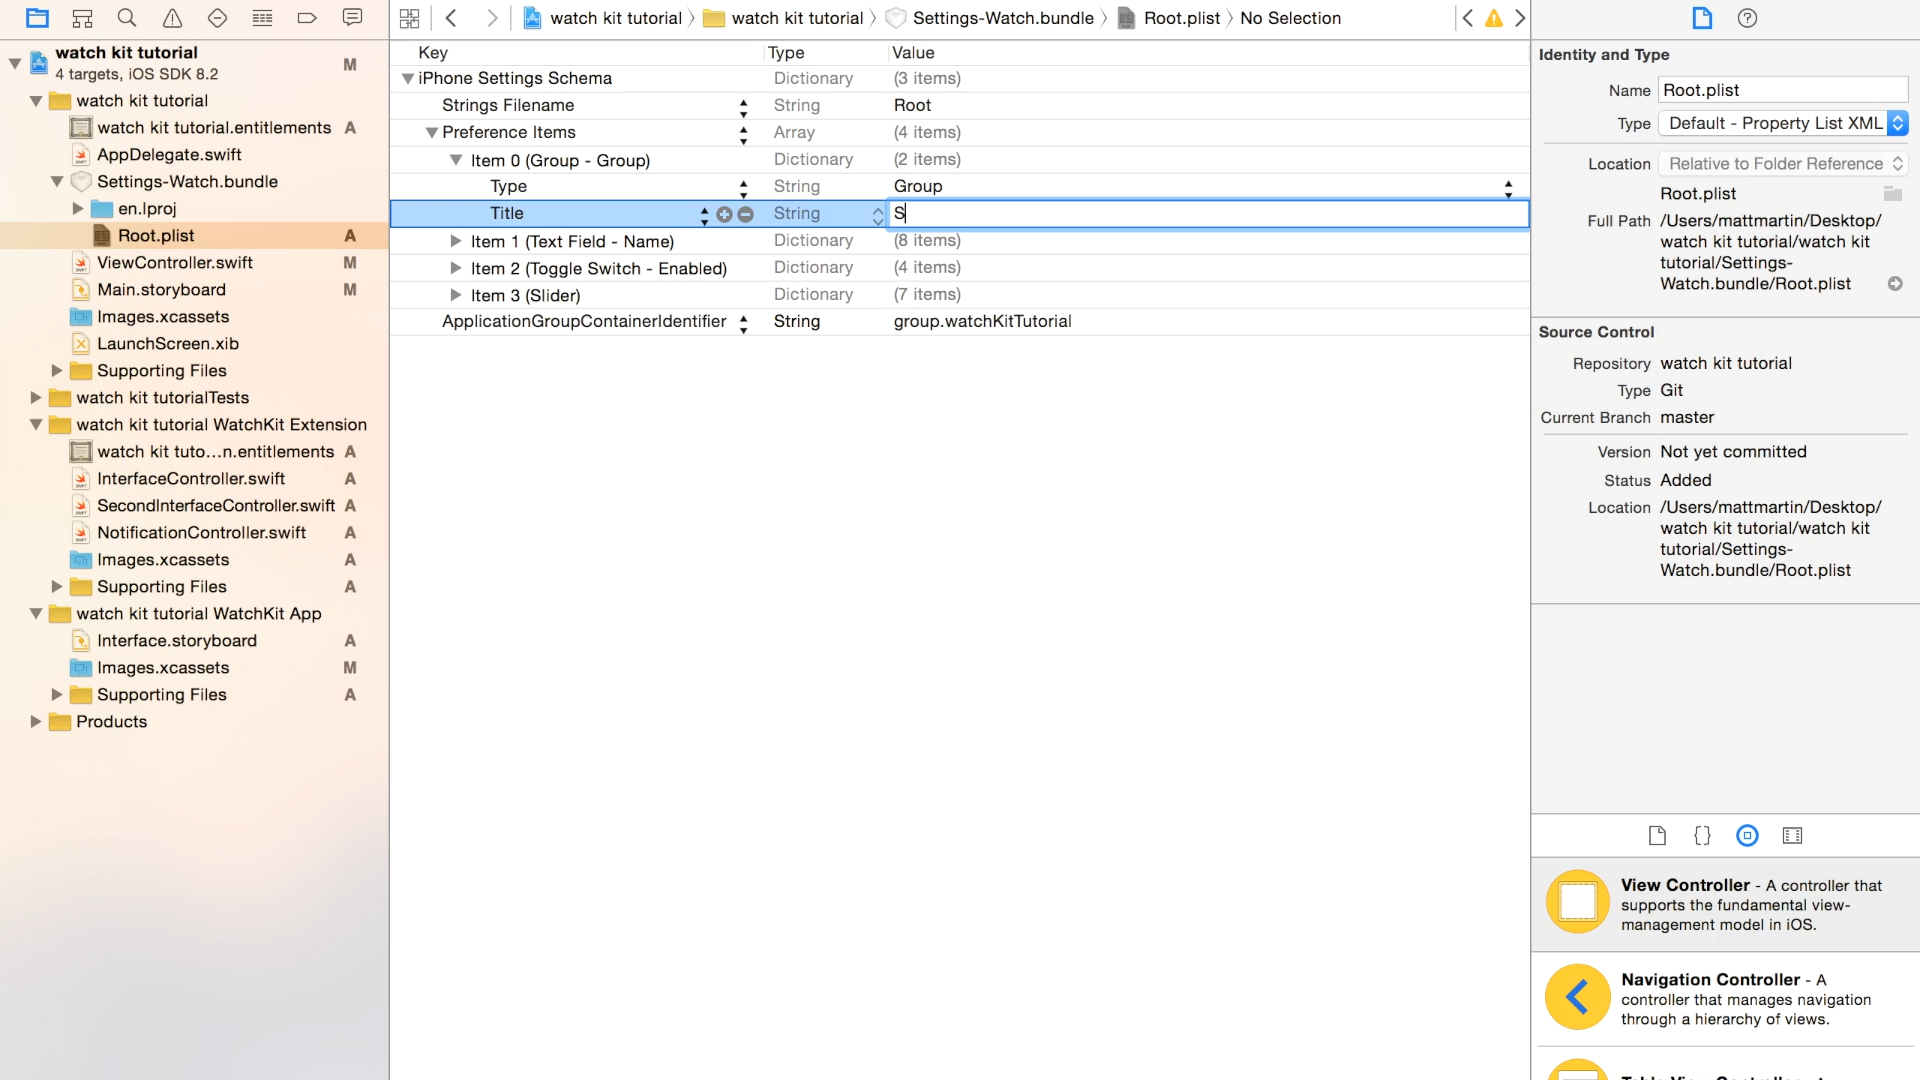 watch kit tutorial
4 targets, iOS SDK 8.2
M
watch kit tutorial
watch kit tutorial.entitlements A
AppDelegate.swift
Settings-Watch.bundle
en.lproj
Root.plist A
ViewController.swift M
Main.storyboard M
Images.xcassets
LaunchScreen.xib
Supporting Files
watch kit tutorialTests
watch kit tutorial WatchKit Extension
watch kit tuto...n.entitlements A
InterfaceController.swift A
SecondInterfaceController.swift A
NotificationController.swift A
Images.xcassets A
Supporting Files A
watch kit tutorial WatchKit App
Interface.storyboard A
Images.xcassets M
Supporting Files A
Products
watch kit tutorial watch kit tutorial Settings-Watch.bundle Root.plist No Selection
Key Type Value
iPhone Settings Schema Dictionary (3 items)
Strings Filename String Root
Preference Items Array (4 items)
Item 0 (Group - Group) Dictionary (2 items)
Type String Group
Title String S
Item 1 (Text Field - Name) Dictionary (8 items)
Item 2 (Toggle Switch - Enabled) Dictionary (4 items)
Item 3 (Slider) Dictionary (7 items)
ApplicationGroupContainerIdentifier String group.watchKitTutorial
Identity and Type
Name Root.plist
Type Default - Property List XML
Location Relative to Folder Reference
Root.plist
Full Path /Users/mattmartin/Desktop/
watch kit tutorial/watch kit
tutorial/Settings-
Watch.bundle/Root.plist
Source Control
Repository watch kit tutorial
Type Git
Current Branch master
Version Not yet committed
Status Added
Location /Users/mattmartin/Desktop/
watch kit tutorial/watch kit
tutorial/Settings-
Watch.bundle/Root.plist
View Controller - A controller that
supports the fundamental view-
management model in iOS.
Navigation Controller - A
controller that manages navigation
through a hierarchy of views.